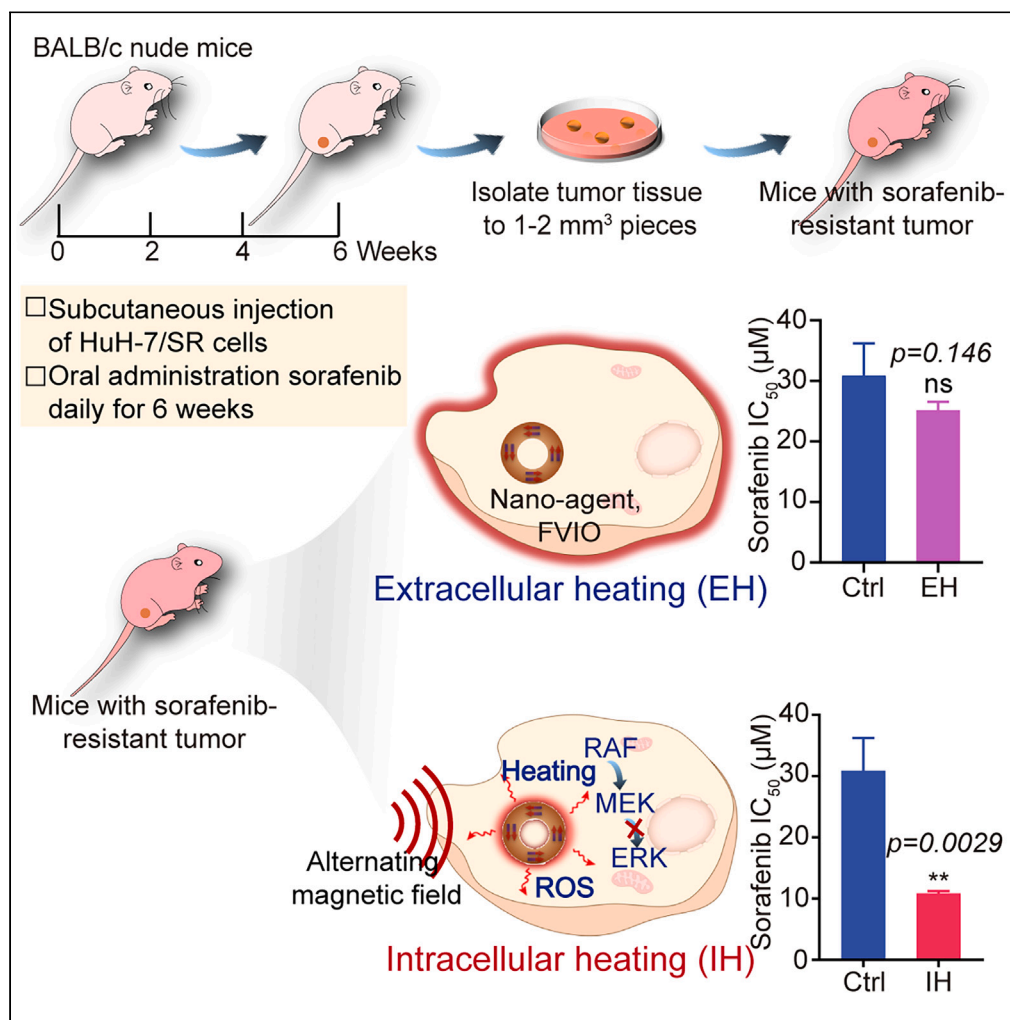 BALB/c nude mice
0 2 4 6 Weeks
Isolate tumor tissue
to 1-2 mm³ pieces
Mice with sorafenib-
resistant tumor
□Subcutaneous injection
of HuH-7/SR cells
□Oral administration sorafenib
daily for 6 weeks
Nano-agent,
FVIO
Extracellular heating (EH)
Sorafenib IC₅₀ (μM)
40
30
20
10
0
p=0.146
ns
Ctrl
EH
Mice with sorafenib-
resistant tumor
Alternating
magnetic field
Heating
ROS
RAF
MEK
ERK
Intracellular heating (IH)
Sorafenib IC₅₀ (μM)
40
30
20
10
0
p=0.0029
**
Ctrl
IH